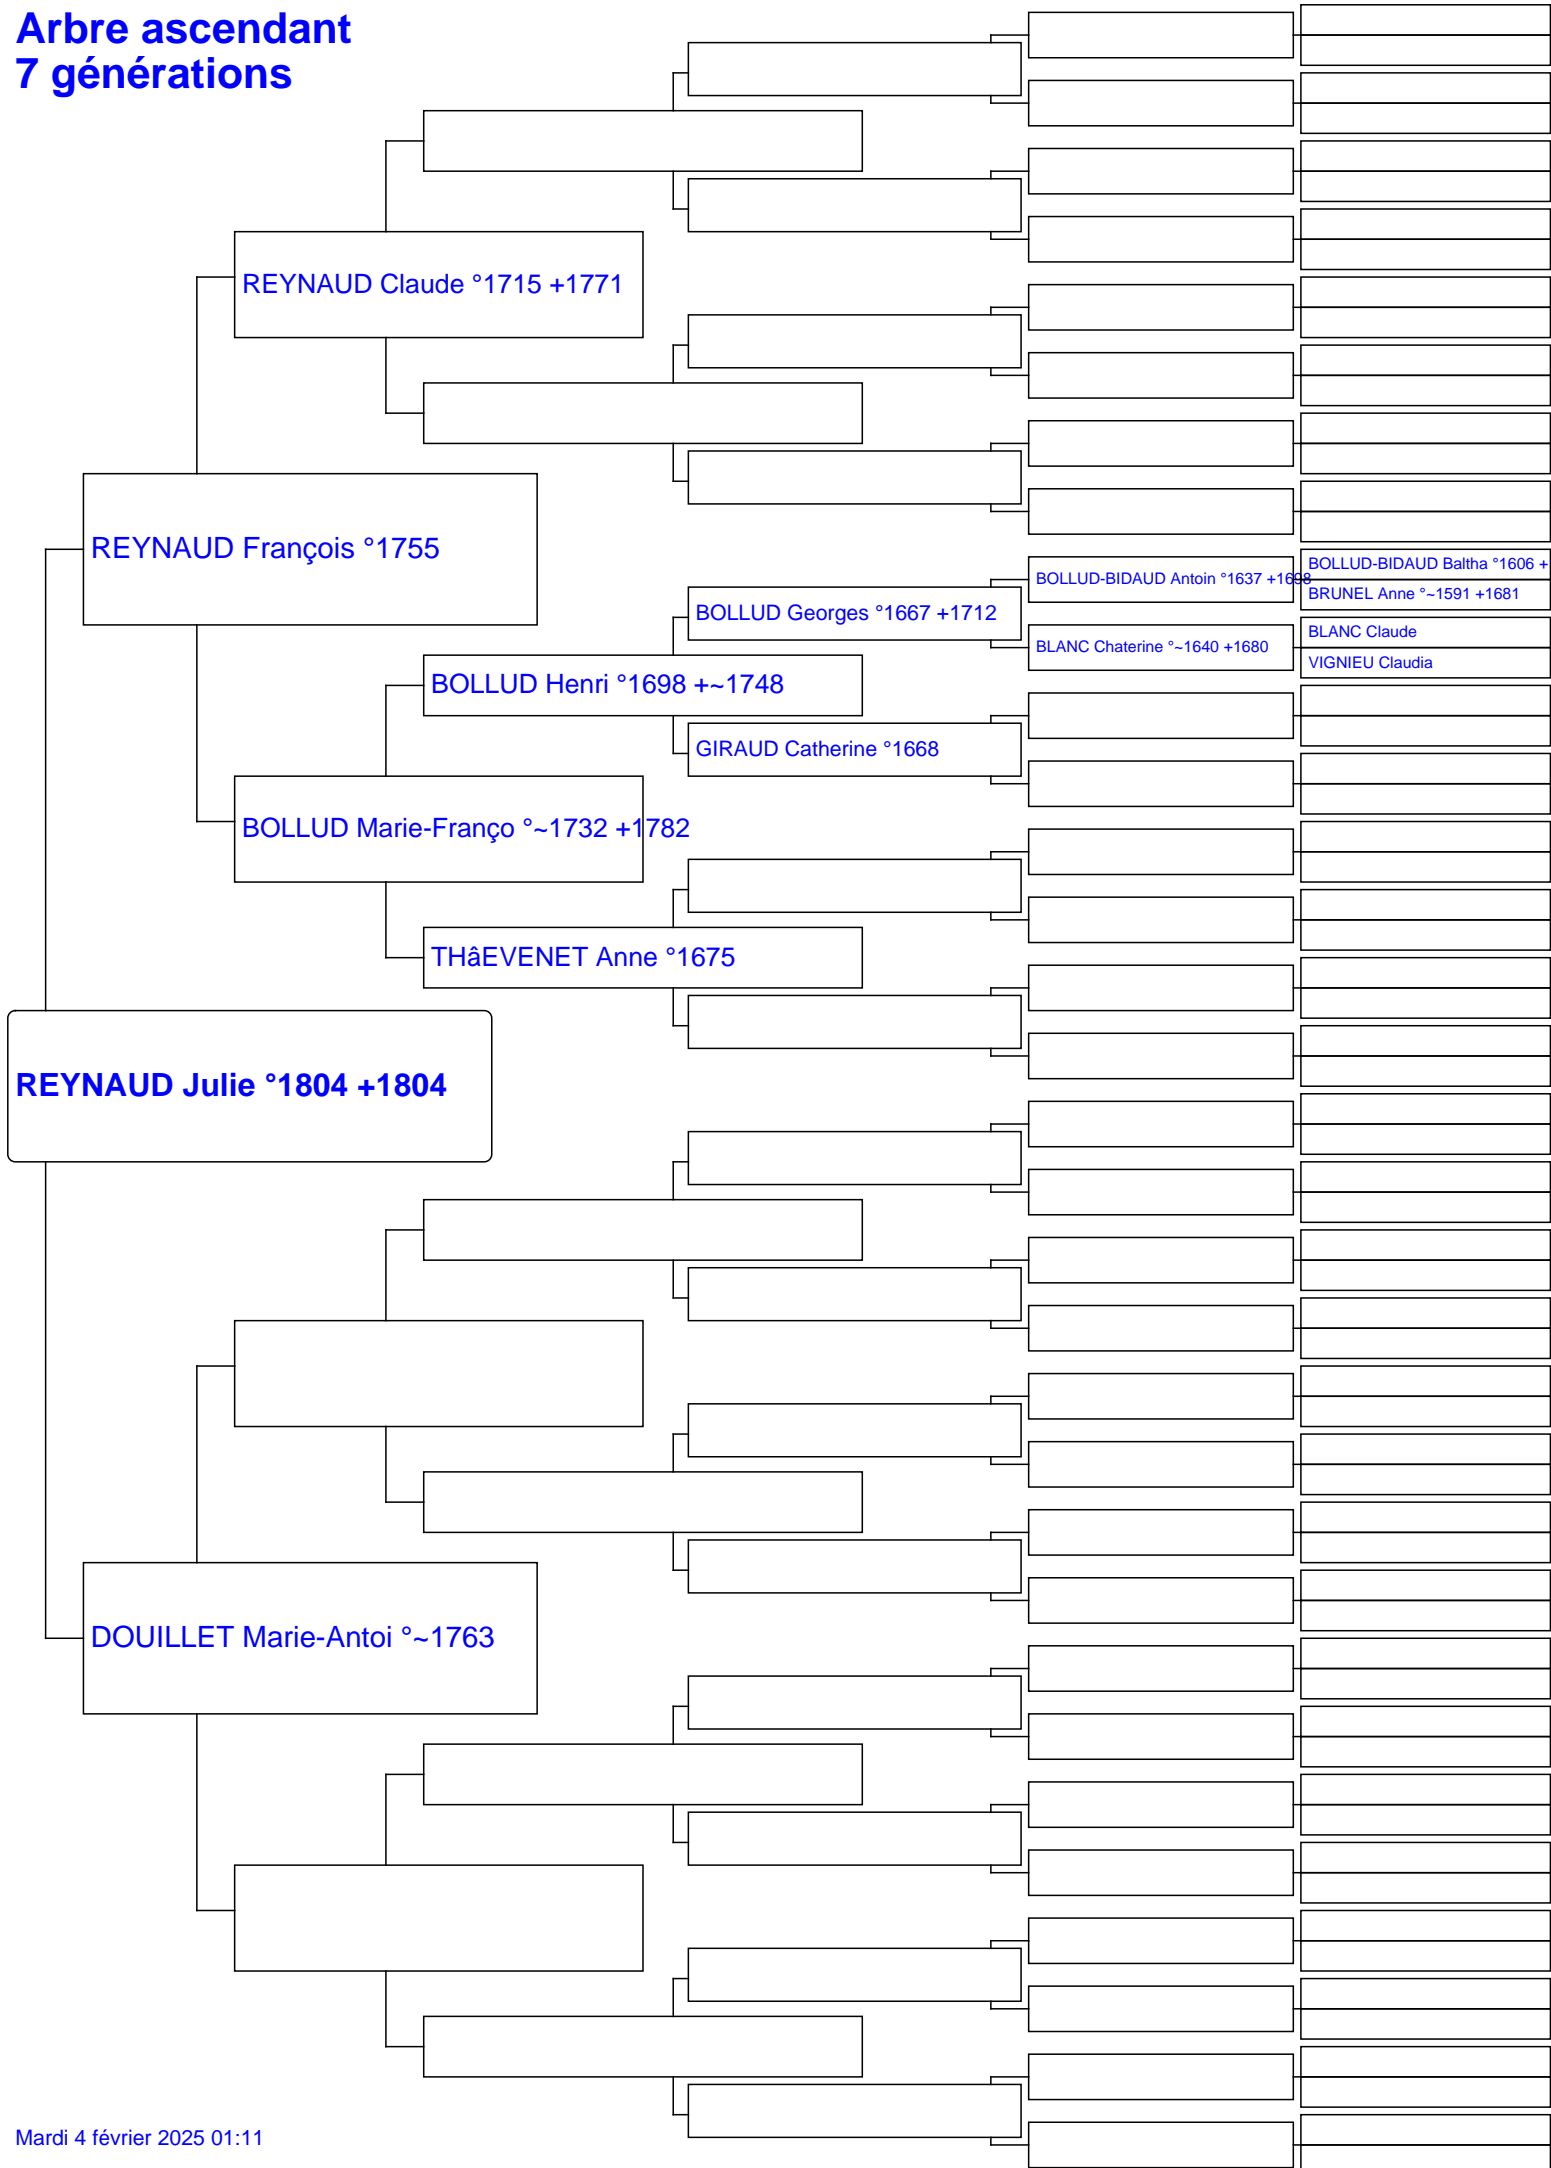 Arbre ascendant
7 générations
REYNAUD Claude °1715 +1771
REYNAUD François °1755
BOLLUD-BIDAUD Baltha °1606 +
BOLLUD-BIDAUD Antoin °1637 +1698
BRUNEL Anne °~1591 +1681
BOLLUD Georges °1667 +1712
BLANC Claude
BLANC Chaterine °~1640 +1680
VIGNIEU Claudia
BOLLUD Henri °1698 +~1748
GIRAUD Catherine °1668
BOLLUD Marie-Franço °~1732 +1782
THâEVENET Anne °1675
REYNAUD Julie °1804 +1804
DOUILLET Marie-Antoi °~1763
Mardi 4 février 2025 01:11